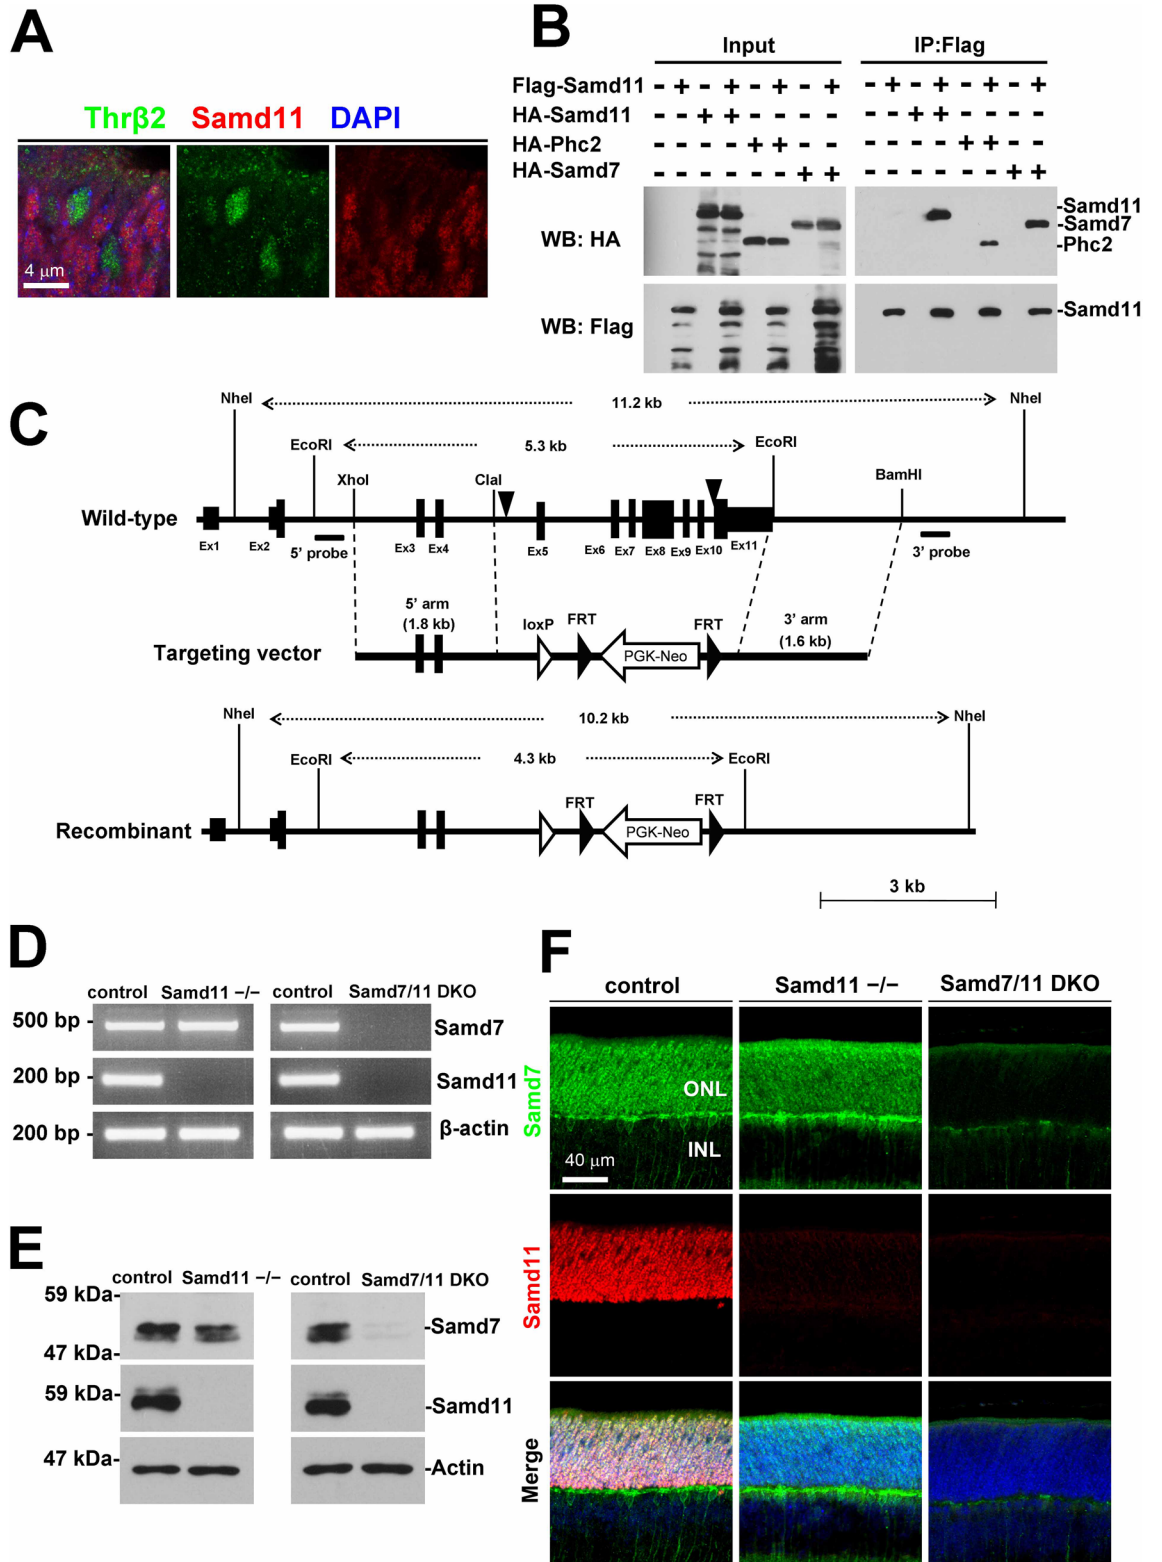 A
Thrβ2 Samd11 DAPI
4 μm
B
Input IP:Flag
Flag-Samd11 - + - + - + - + - + - + - + - +
HA-Samd11 - - + + - - - - - - + + - - - -
HA-Phc2 - - - - + + - - - - - - + + - -
HA-Samd7 - - - - - - + + - - - - - - + +
WB: HA
-Samd11
-Samd7
-Phc2
WB: Flag
-Samd11
C
NheI 11.2 kb NheI
EcoRI 5.3 kb EcoRI
XhoI ClaI BamHI
Wild-type
Ex1 Ex2 5’ probe Ex3 Ex4 Ex5 Ex6 Ex7 Ex8 Ex9 Ex10 Ex11 3’ probe
5’ arm
(1.8 kb)
loxP FRT FRT
3’ arm
(1.6 kb)
Targeting vector
PGK-Neo
NheI 10.2 kb NheI
EcoRI 4.3 kb EcoRI
FRT FRT
Recombinant
PGK-Neo
3 kb
D
control Samd11 −/− control Samd7/11 DKO
500 bp - Samd7
200 bp - Samd11
200 bp - β-actin
E
control Samd11 −/− control Samd7/11 DKO
59 kDa-
-Samd7
47 kDa-
59 kDa-
-Samd11
47 kDa-
-Actin
F
control Samd11 −/− Samd7/11 DKO
Samd7
ONL
INL
40 μm
Samd11
Merge